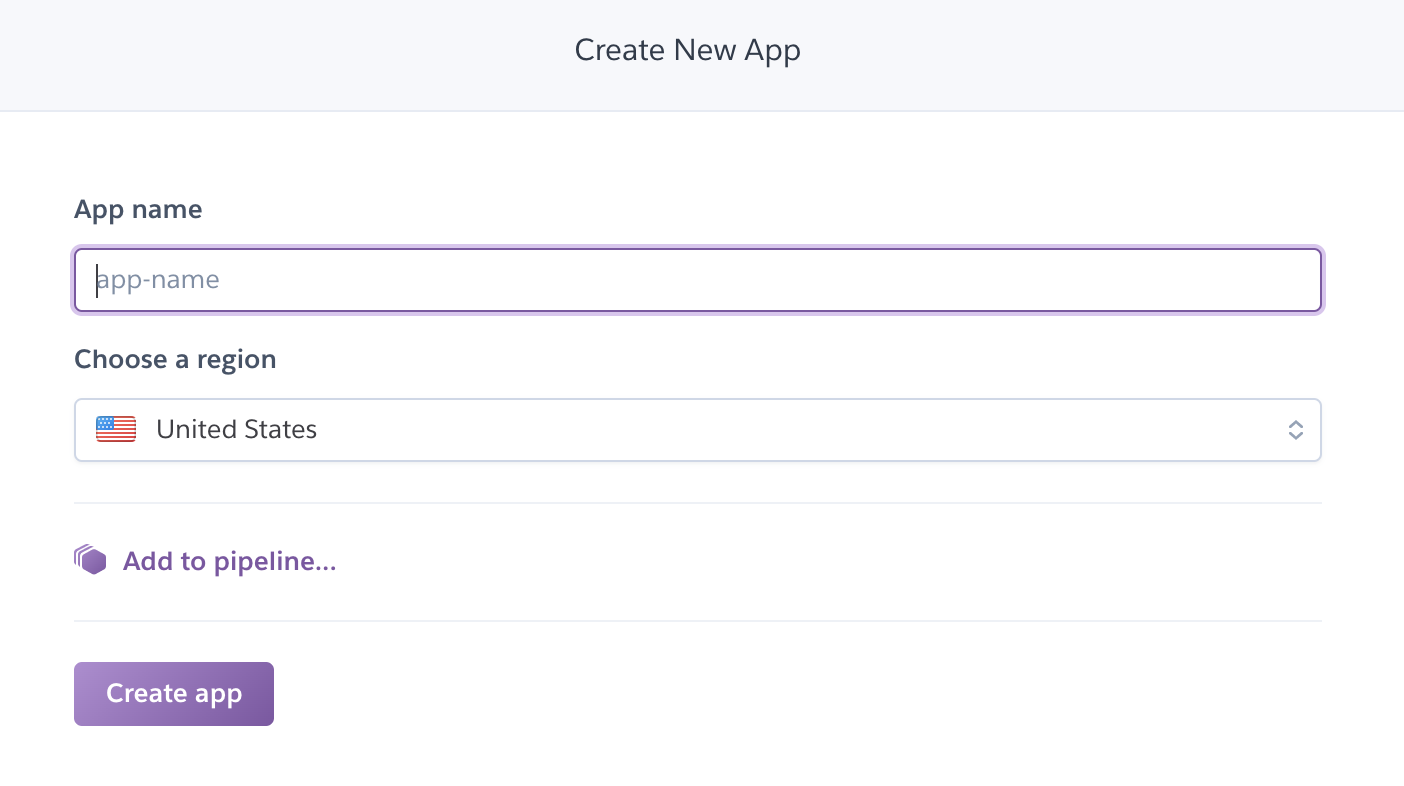 Create New App
App name
app-name
Choose a region
United States
Add to pipeline...
Create app